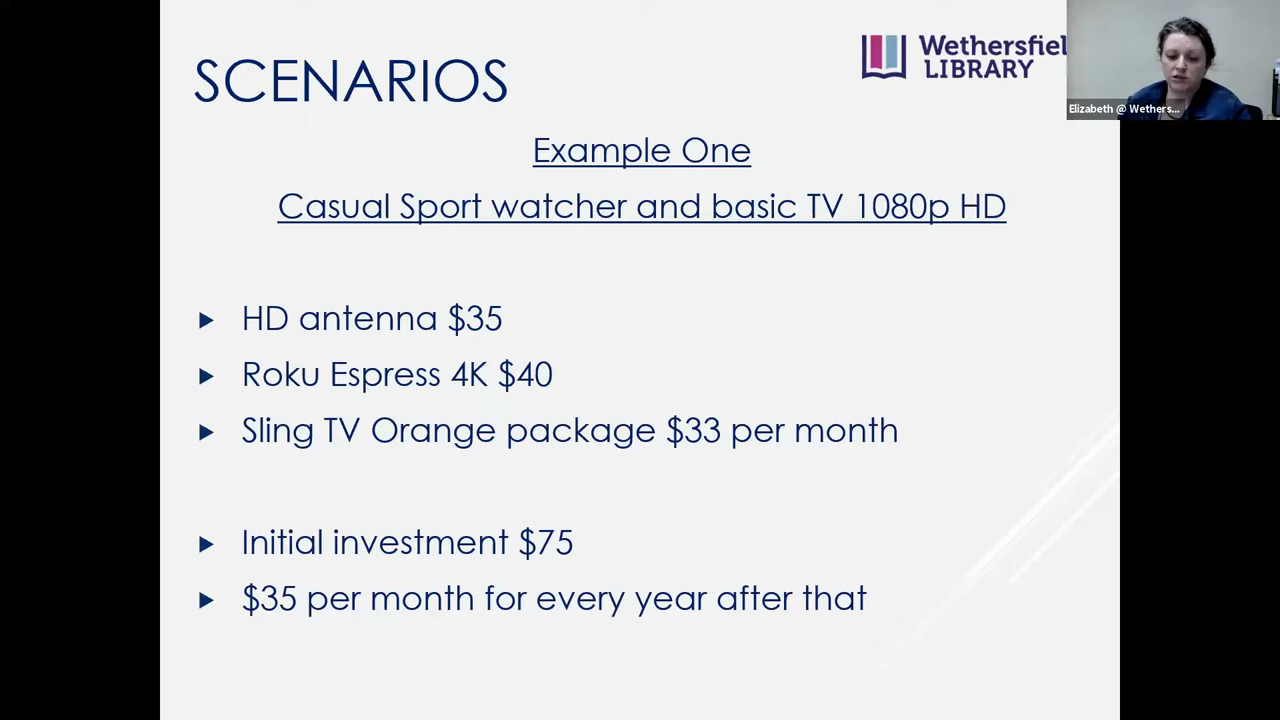 SCENARIOS
Wethersfiel
LIBRARY
Elizabeth @ Wethers...
Example One
Casual Sport watcher and basic TV 1080p HD
HD antenna $35
Roku Espress 4K $40
Sling TV Orange package $33 per month
Initial investment $75
$35 per month for every year after that